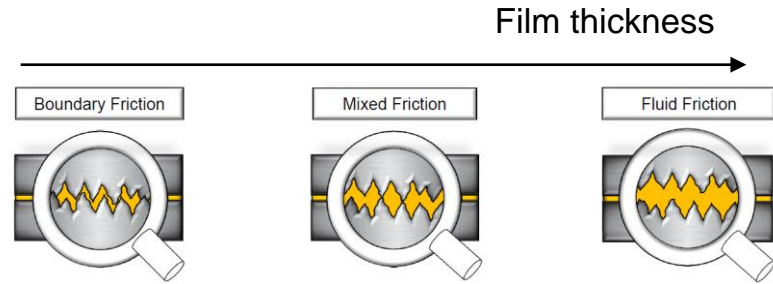 Film thickness
Boundary Friction
Mixed Friction
Fluid Friction